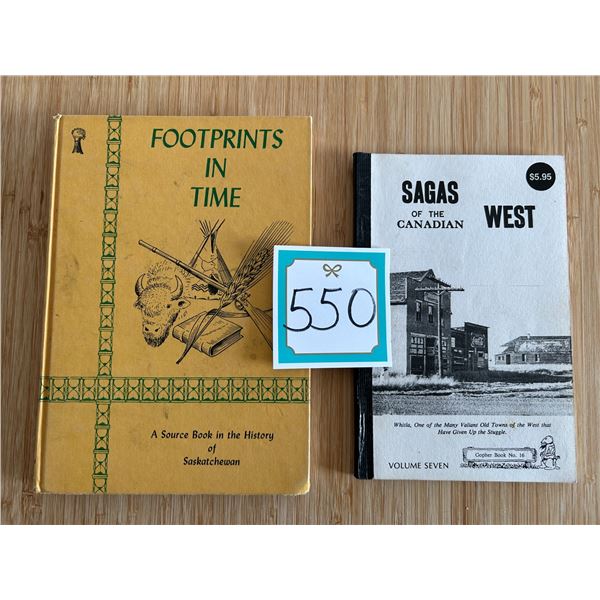 FOOTPRINTS
IN
TIME
A Source Book in the History
of
Saskatchewan
550
$5.95
SAGAS
OF THE
CANADIAN
WEST
Whitla, One of the Many Valiant Old Towns of the West that
Have Given Up the Stuggle.
VOLUME SEVEN
Gopher Book No. 16